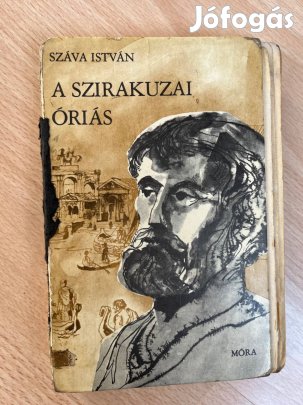 Jófogás
SZÁVA ISTVÁN
A SZIRAKUZAI
ÓRIÁS
MÓRA